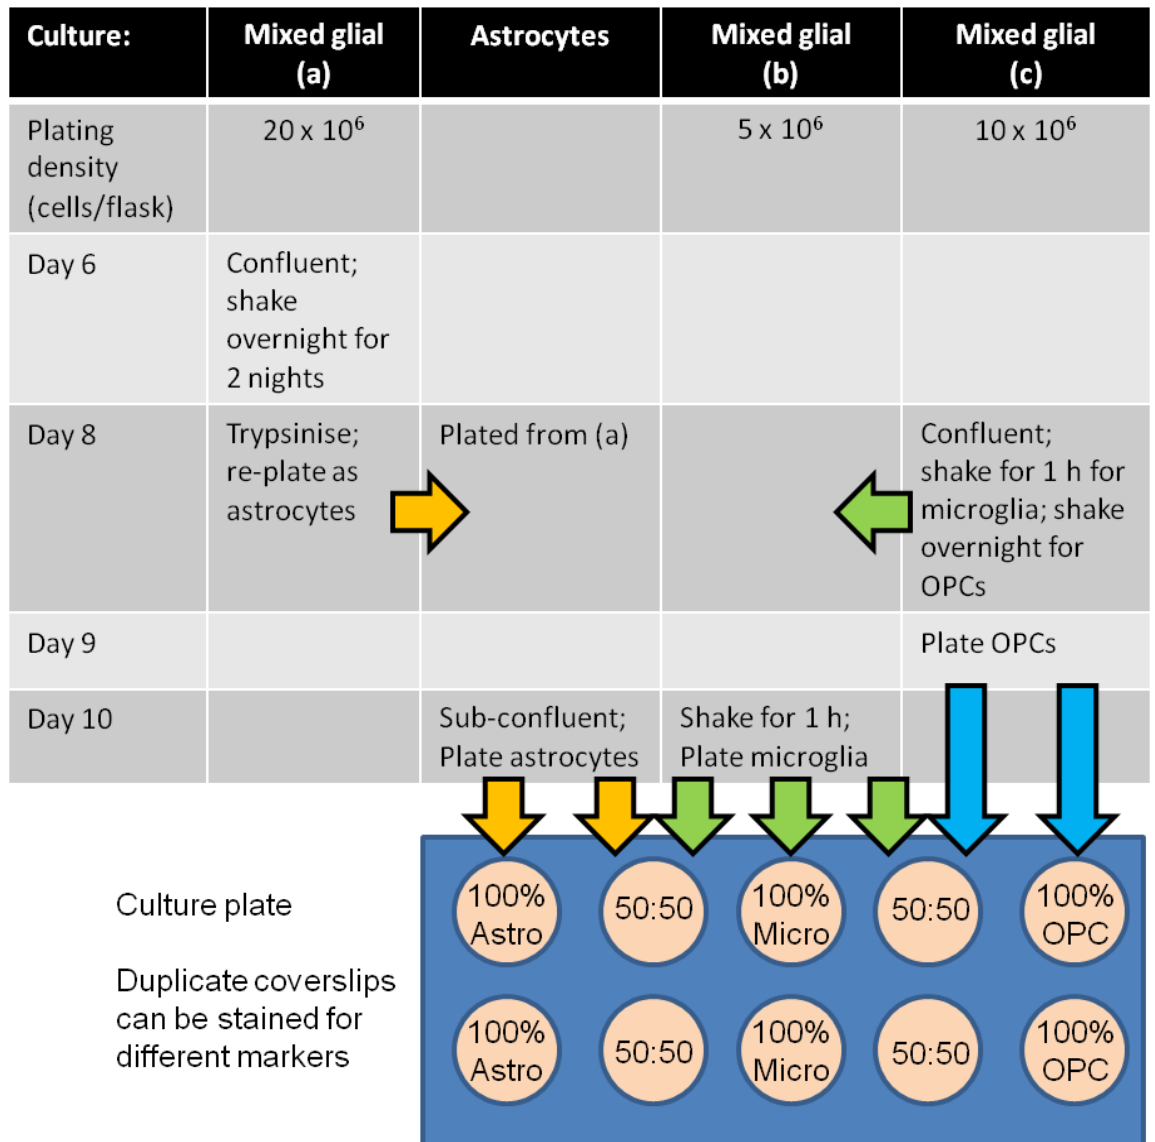 Culture:
Mixed glial
(a)
Astrocytes
Mixed glial
(b)
Mixed glial
(c)
Plating
density
(cells/flask)
20 x 10⁶
5 x 10⁶
10 x 10⁶
Day 6
Confluent;
shake
overnight for
2 nights
Day 8
Trypsinise;
re-plate as
astrocytes
Plated from (a)
Confluent;
shake for 1 h for
microglia; shake
overnight for
OPCs
Day 9
Plate OPCs
Day 10
Sub-confluent;
Plate astrocytes
Shake for 1 h;
Plate microglia
Culture plate
Duplicate coverslips
can be stained for
different markers
100%
Astro
50:50
100%
Micro
50:50
100%
OPC
100%
Astro
50:50
100%
Micro
50:50
100%
OPC